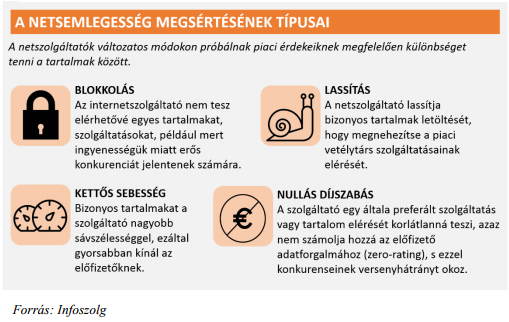 A NETSEMLEGESSÉG MEGSÉRTÉSÉNEK TÍPUSAI
A netszolgáltatók változatos módokon próbálnak piaci érdekeiknek megfelelően különbséget
tenni a tartalmak között.
BLOKKOLÁS
Az internetszolgáltató nem tesz
elérhetővé egyes tartalmakat,
szolgáltatásokat, például mert
ingyenességük miatt erős
konkurenciát jelentenek számára.
LASSÍTÁS
A netszolgáltató lassítja
bizonyos tartalmak letöltését,
hogy megnehezítse a piaci
vetélytárs szolgáltatásainak
elérését.
KETTŐS SEBESSÉG
Bizonyos tartalmakat a
szolgáltató nagyobb
sávszélességgel, ezáltal
gyorsabban kínál az
előfizetőknek.
NULLÁS DÍJSZABÁS
A szolgáltató egy általa preferált szolgáltatás
vagy tartalom elérését korlátlanná teszi, azaz
nem számolja hozzá az előfizető
adatforgalmához (zero-rating), s ezzel
konkurenseinek versenyhátrányt okoz.
Forrás: Infoszolg